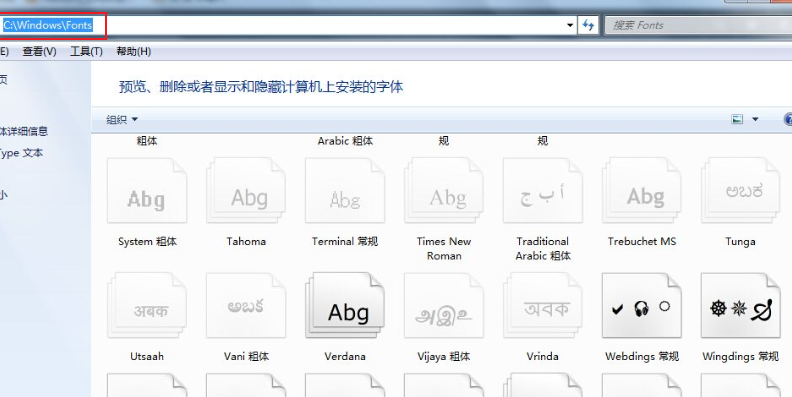 C:\Windows\Fonts
搜索 Fonts
E) 查看(V) 工具(T) 帮助(H)
页
预览、删除或者显示和隐藏计算机上安装的字体
组织
体详细信息
Type 文本
小
粗体 Arabic 粗体 规 规
Abg Abg Abg Abg أ ب ج Abg ಅಬಕ
System 粗体 Tahoma Terminal 常规 Times New Roman Traditional Arabic 粗体 Trebuchet MS Tunga
अबक ಅಬಕ Abg அஇஉ অবক
Utsaah Vani 粗体 Verdana Vijaya 粗体 Vrinda Webdings 常规 Wingdings 常规